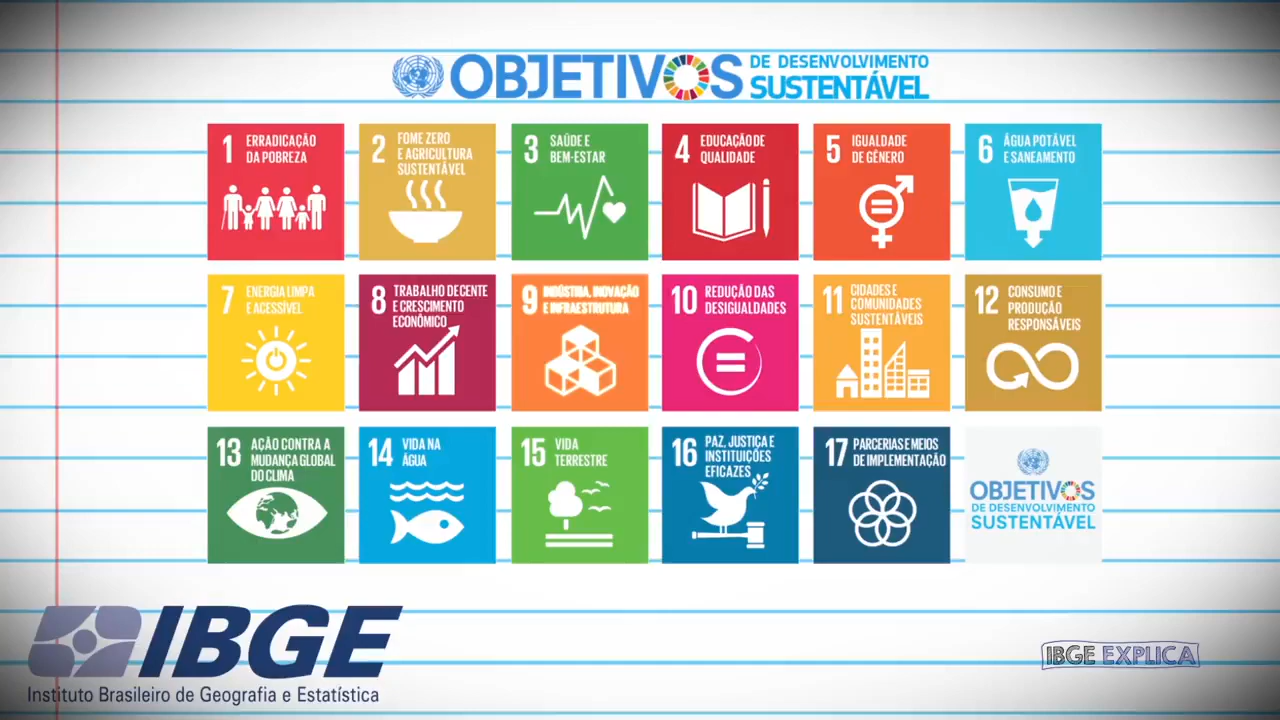 OBJETIVOS
DE DESENVOLVIMENTO
SUSTENTÁVEL
1 ERRADICAÇÃO
DA POBREZA
2 FOME ZERO
E AGRICULTURA
SUSTENTÁVEL
3 SAÚDE E
BEM-ESTAR
4 EDUCAÇÃO DE
QUALIDADE
5 IGUALDADE
DE GÊNERO
6 ÁGUA POTÁVEL
E SANEAMENTO
7 ENERGIA LIMPA
E ACESSÍVEL
8 TRABALHO DECENTE
E CRESCIMENTO
ECONÔMICO
9 INDÚSTRIA, INOVAÇÃO
E INFRAESTRUTURA
10 REDUÇÃO DAS
DESIGUALDADES
11 CIDADES E
COMUNIDADES
SUSTENTÁVEIS
12 CONSUMO E
PRODUÇÃO
RESPONSÁVEIS
13 AÇÃO CONTRA A
MUDANÇA GLOBAL
DO CLIMA
14 VIDA NA
ÁGUA
15 VIDA
TERRESTRE
16 PAZ, JUSTIÇA E
INSTITUIÇÕES
EFICAZES
17 PARCERIAS E MEIOS
DE IMPLEMENTAÇÃO
OBJETIVOS
DE DESENVOLVIMENTO
SUSTENTÁVEL
IBGE
Instituto Brasileiro de Geografia e Estatística
IBGE EXPLICA